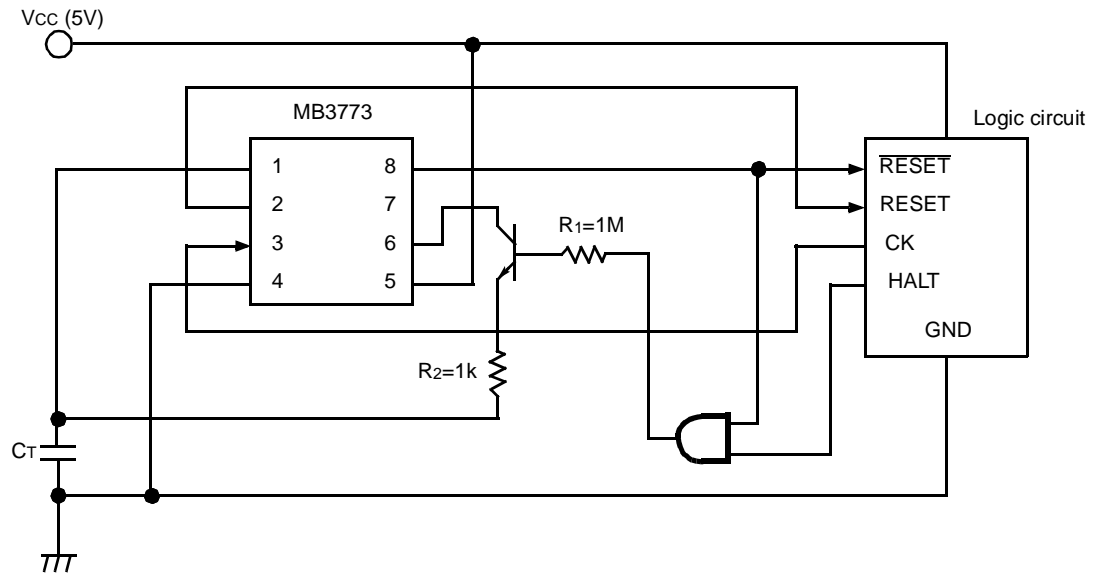 VCC (5V)
MB3773
Logic circuit
1
8
RESET
2
7
RESET
3
6
CK
4
5
HALT
GND
R1=1M
R2=1k
CT